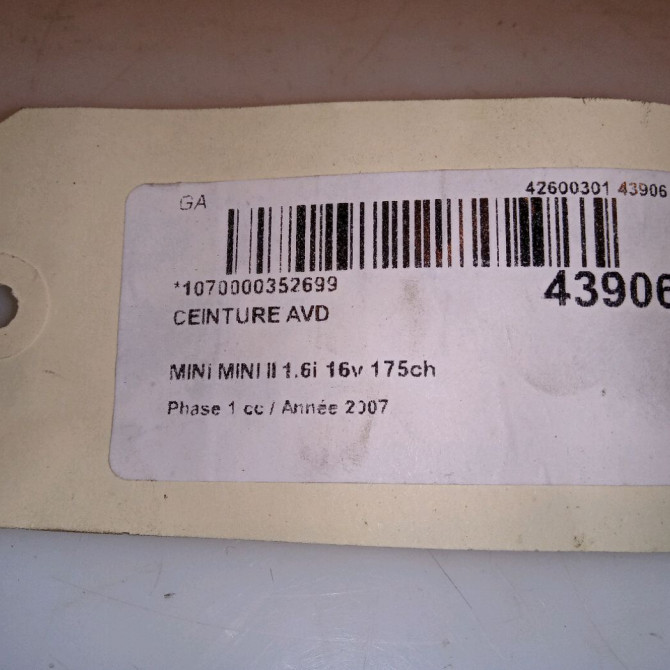 GA
42600301 43906
*1070000352699
43906
CEINTURE AVD
MINI MINI II 1.6i 16v 175ch
Phase 1 cc / Année 2007